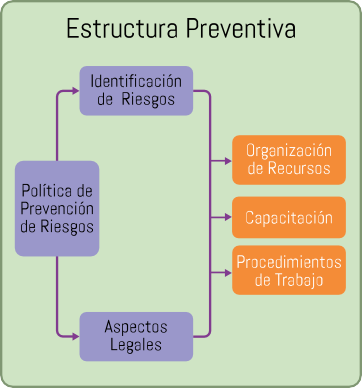 Estructura Preventiva
Identificación
de Riesgos
Política de
Prevención
de Riesgos
Organización
de Recursos
Capacitación
Procedimientos
de Trabajo
Aspectos
Legales